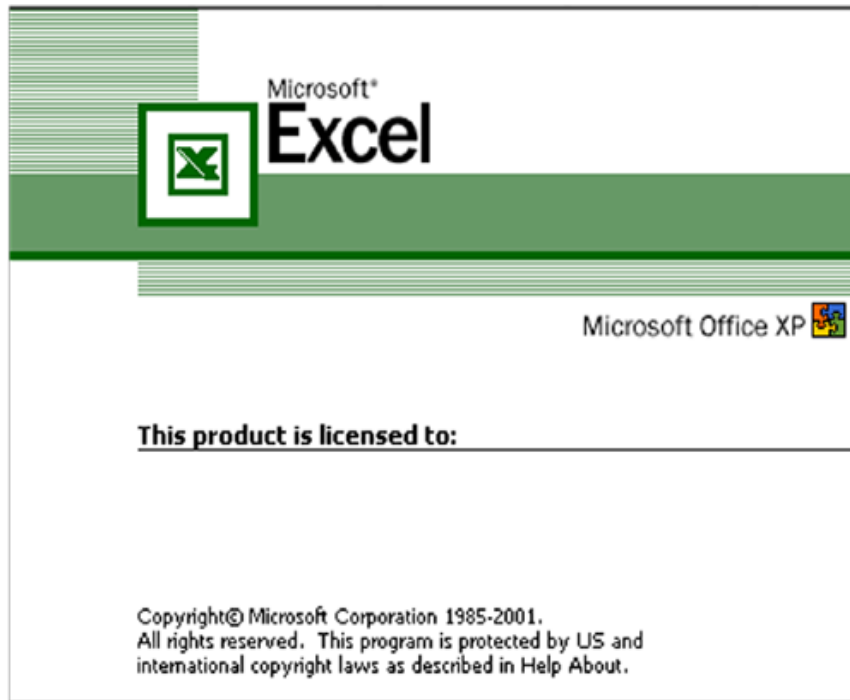 Microsoft®
Excel
Microsoft Office XP
This product is licensed to:
Copyright© Microsoft Corporation 1985-2001.
All rights reserved.  This program is protected by US and
international copyright laws as described in Help About.